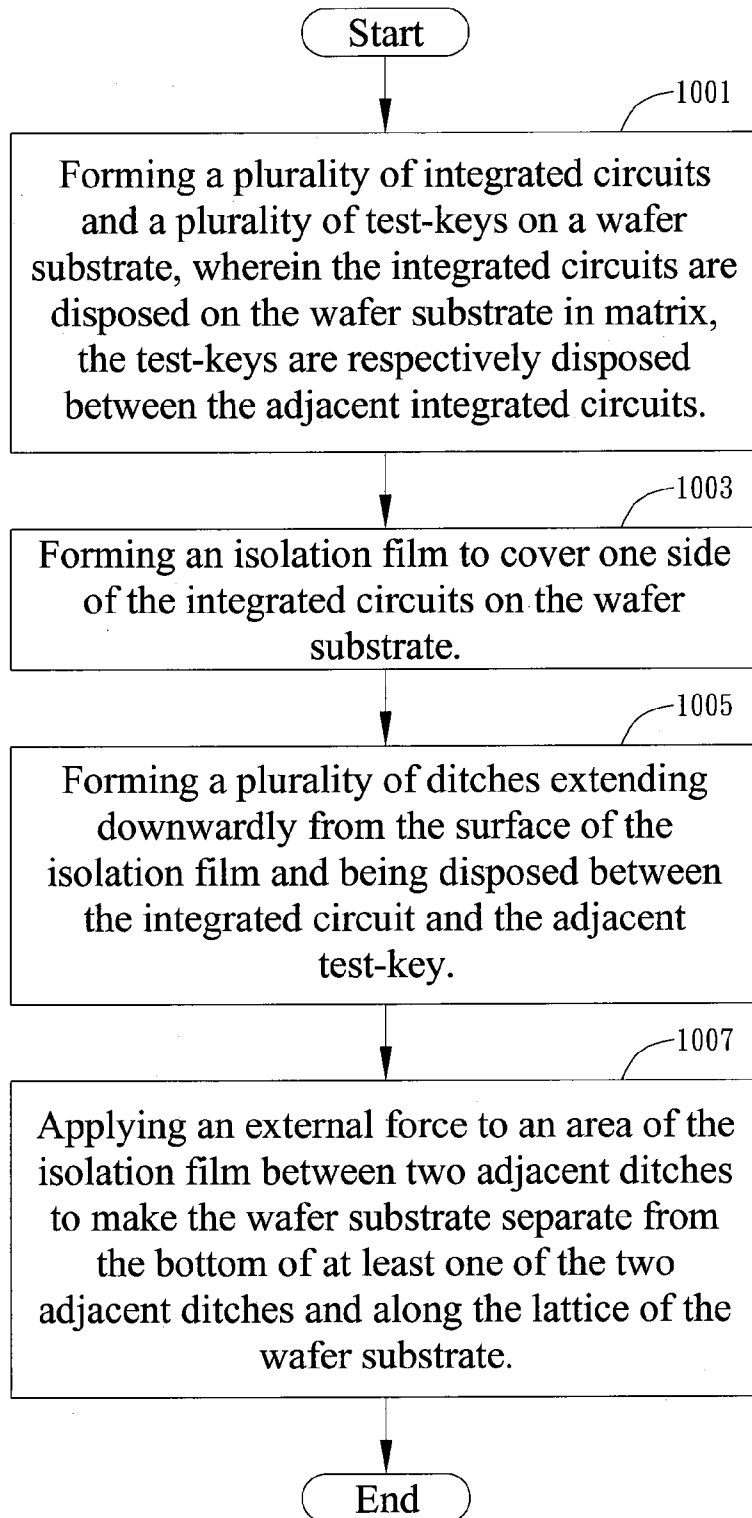 Start
1001
Forming a plurality of integrated circuits
and a plurality of test-keys on a wafer
substrate, wherein the integrated circuits are
disposed on the wafer substrate in matrix,
the test-keys are respectively disposed
between the adjacent integrated circuits.
1003
Forming an isolation film to cover one side
of the integrated circuits on the wafer
substrate.
1005
Forming a plurality of ditches extending
downwardly from the surface of the
isolation film and being disposed between
the integrated circuit and the adjacent
test-key.
1007
Applying an external force to an area of the
isolation film between two adjacent ditches
to make the wafer substrate separate from
the bottom of at least one of the two
adjacent ditches and along the lattice of the
wafer substrate.
End